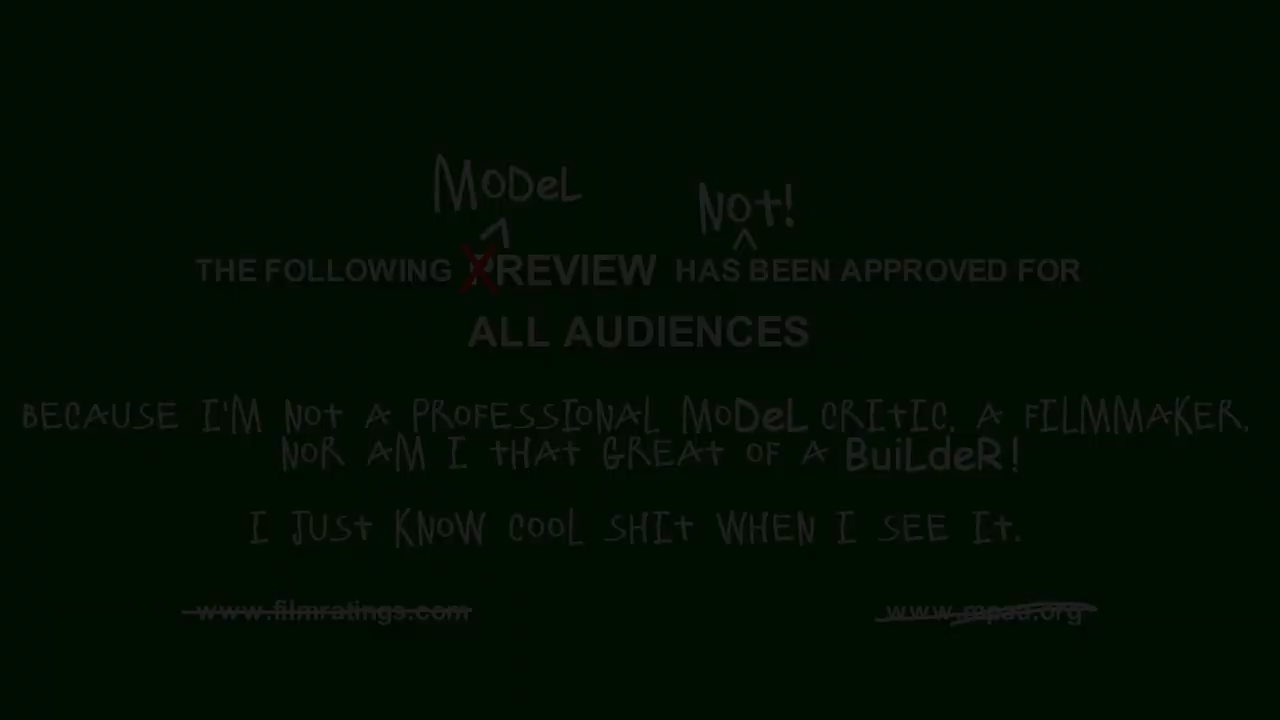 MODeL NOt!
^ ^
THE FOLLOWING PREVIEW HAS BEEN APPROVED FOR
ALL AUDIENCES
BECAUSE I'M NOt A PROFESSIONAL MoDeL CRItIC, A FILMMAKER,
NOR AM I tHAt GREAt OF A BuiLdeR!
I JUSt KNOW COOL SHIt WHEN I SEE It.
www.filmratings.com www.mpaa.org